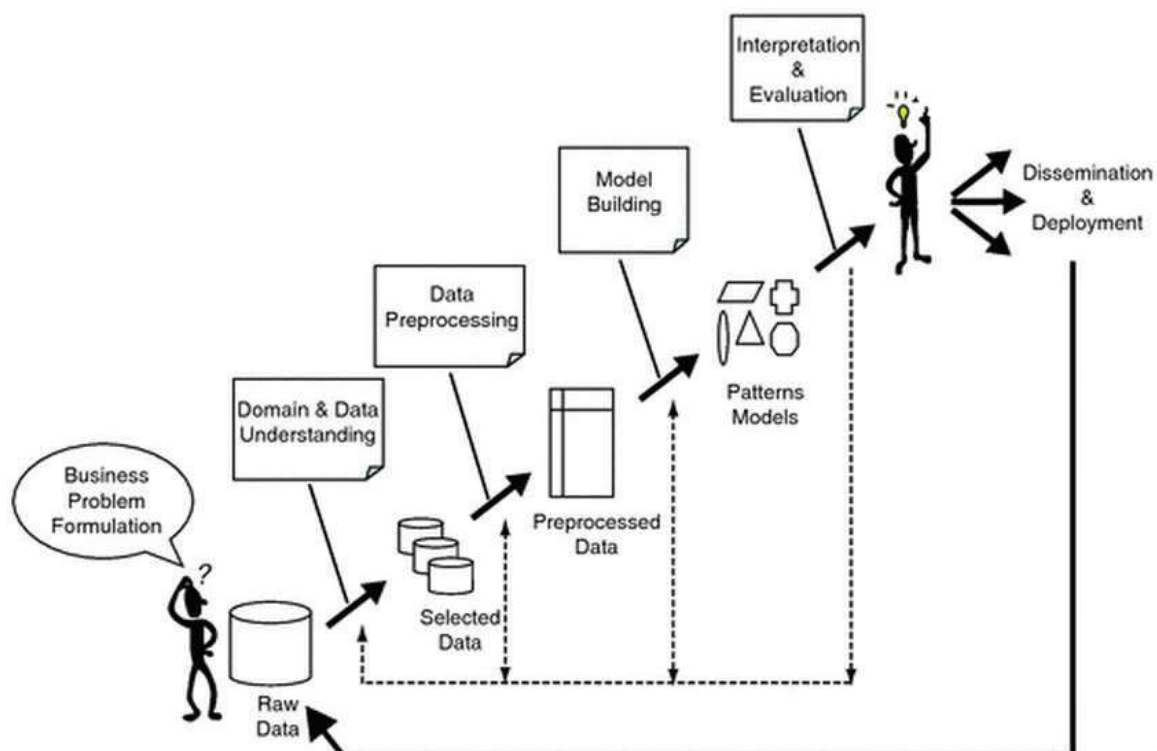 Business
Problem
Formulation
?
Raw
Data
Domain & Data
Understanding
Selected
Data
Data
Preprocessing
Preprocessed
Data
Model
Building
Patterns
Models
Interpretation
&
Evaluation
Dissemination
&
Deployment